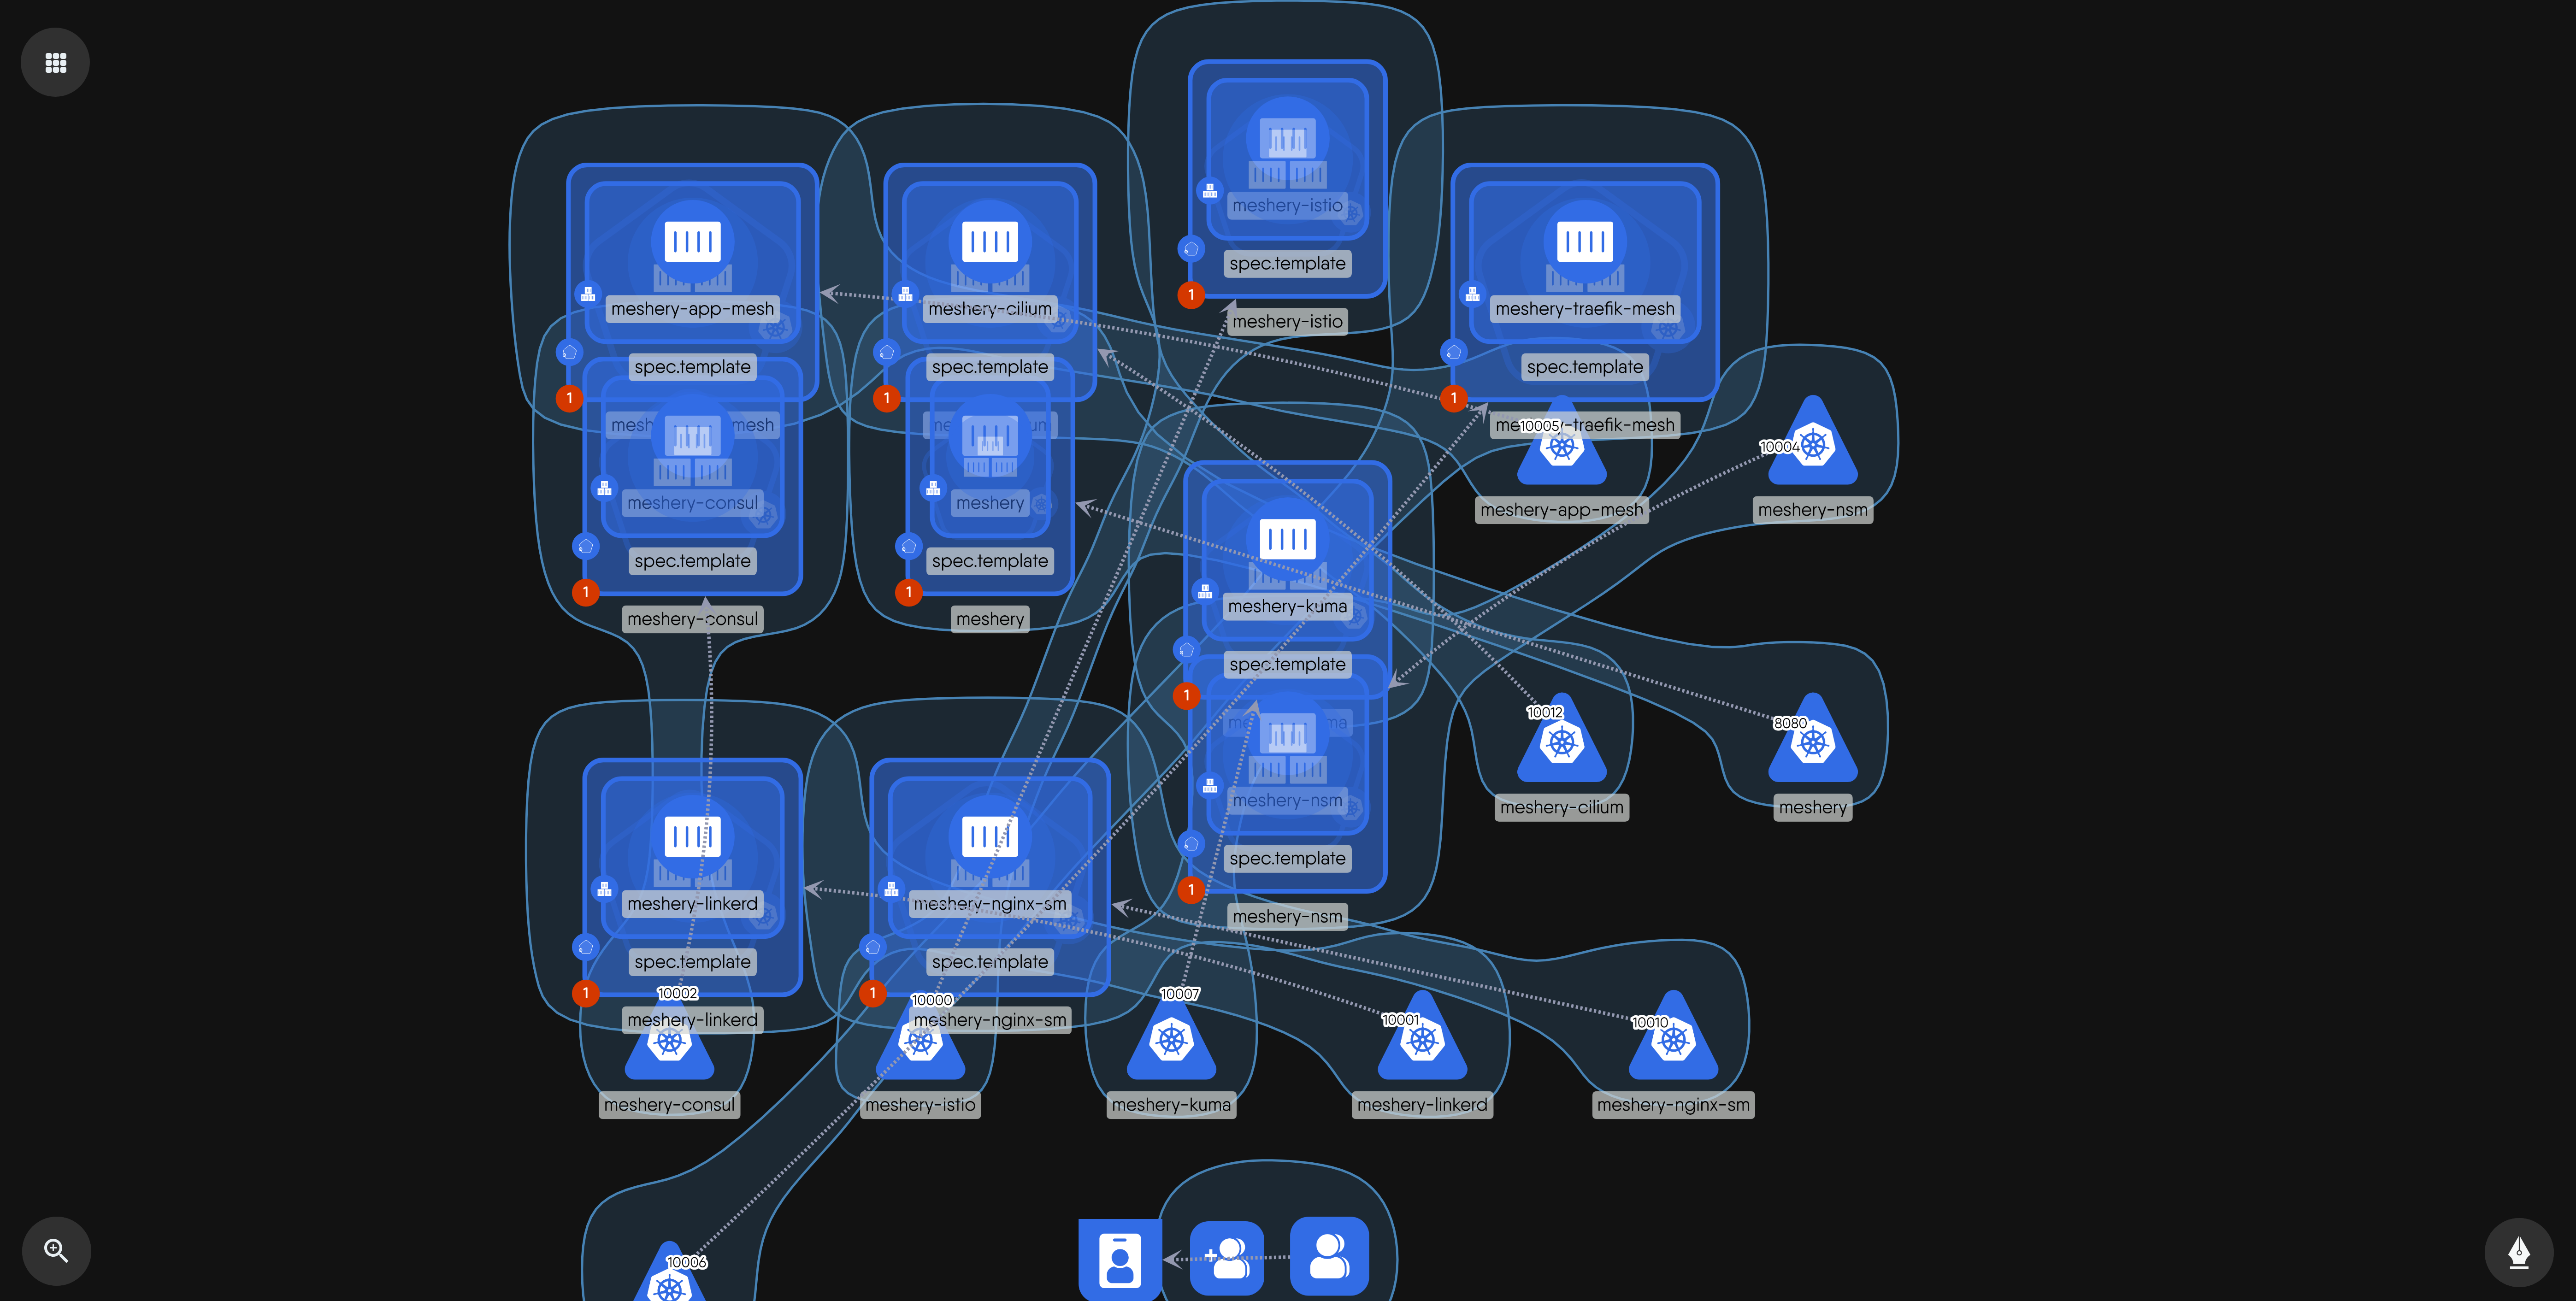 meshery-istio
spec.template
1
meshery-istio
meshery-app-mesh
spec.template
1
meshery-cilium
spec.template
1
meshery-traefik-mesh
spec.template
1
10005
-traefik-mesh
meshery-app-mesh
10004
meshery-nsm
mesh
meshery-consul
spec.template
1
meshery-consul
meshery
spec.template
1
meshery
meshery-kuma
spec.template
1
meshery-nsm
spec.template
1
meshery-nsm
10012
meshery-cilium
8080
meshery
meshery-linkerd
spec.template
1
meshery-linkerd
meshery-nginx-sm
spec.template
1
meshery-nginx-sm
10002
meshery-consul
10000
meshery-istio
10007
meshery-kuma
10001
meshery-linkerd
10010
meshery-nginx-sm
10006